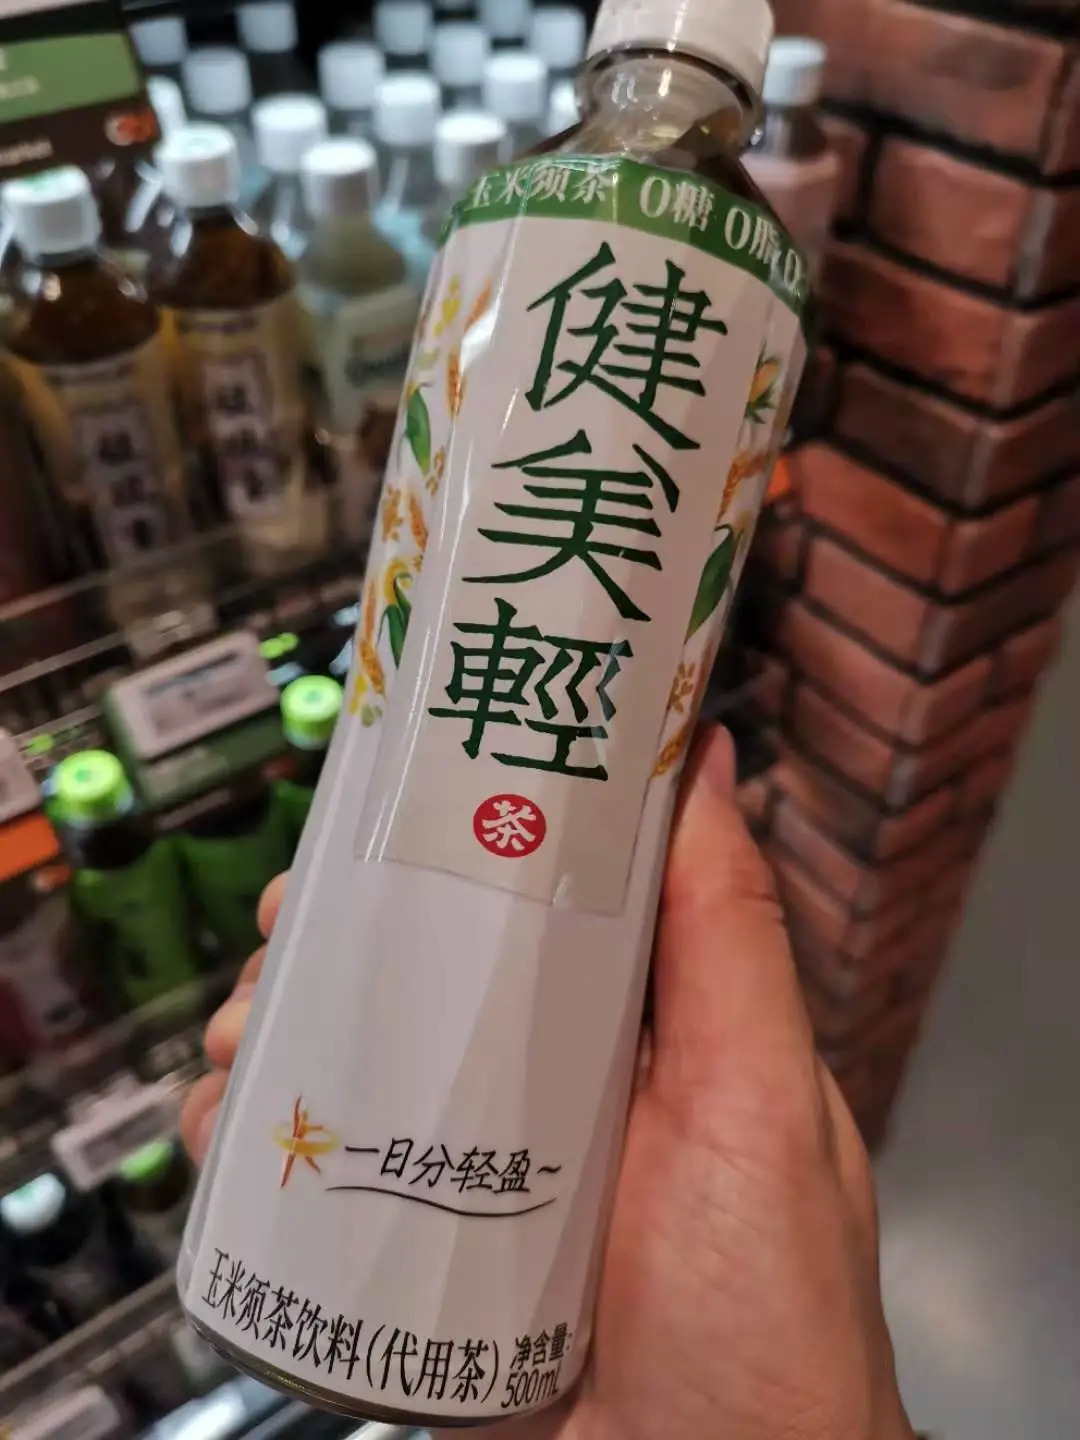 玉米须茶 0糖 0脂 0
健美輕
茶
一日分轻盈~
玉米须茶饮料(代用茶) 净含量:
500mL